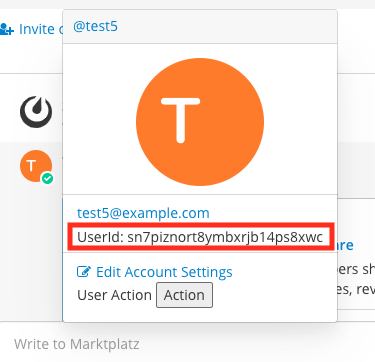 Invite
@test5
T
T
test5@example.com
UserId: sn7piznort8ymbxrjb14ps8xwc
are
Edit Account Settings
bers sh
User Action Action
es, rev
Write to Marktplatz